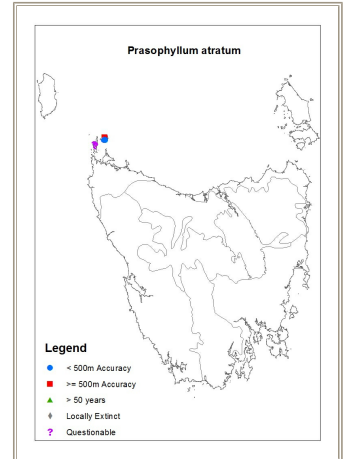 Prasophyllum atratum
Legend
< 500m Accuracy
>= 500m Accuracy
> 50 years
Locally Extinct
? Questionable